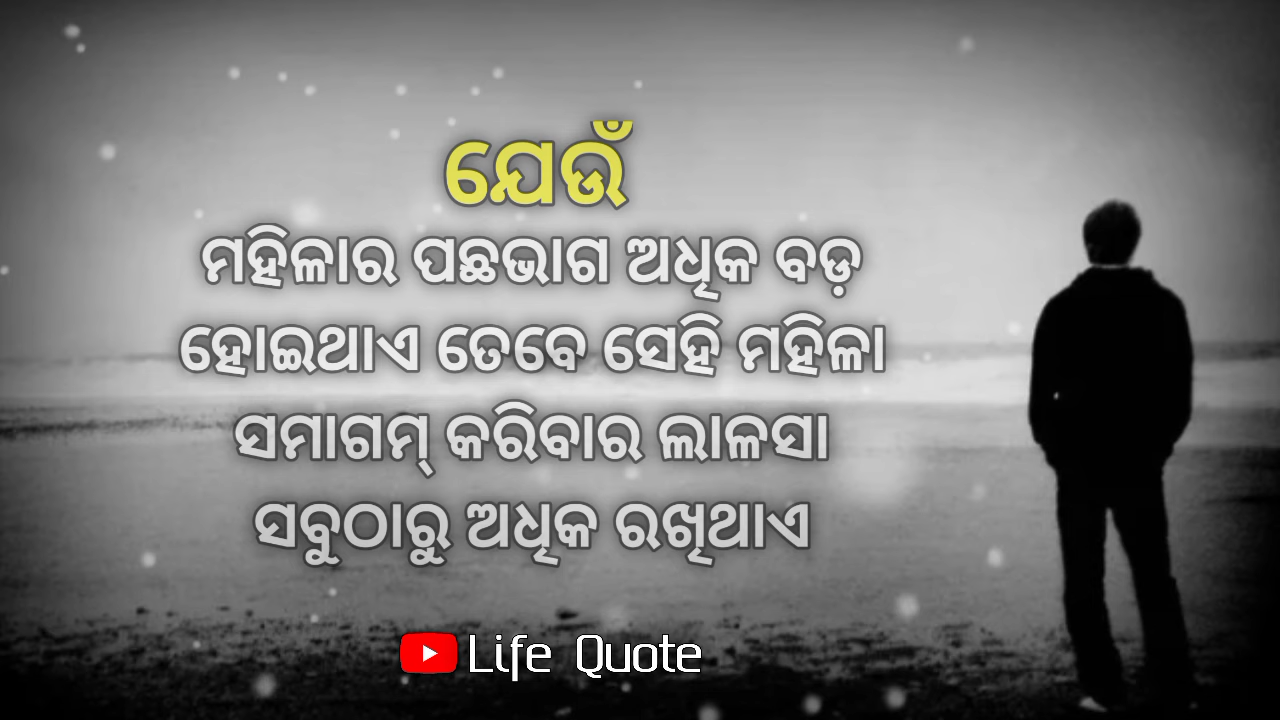 ଯେଉଁ
ମହିଳାର ପଛଭାଗ ଅଧିକ ବଡ଼
ହୋଇଥାଏ ତେବେ ସେହି ମହିଳା
ସମାଗମ୍ କରିବାର ଲାଳସା
ସବୁଠାରୁ ଅଧିକ ରଖିଥାଏ
Life Quote